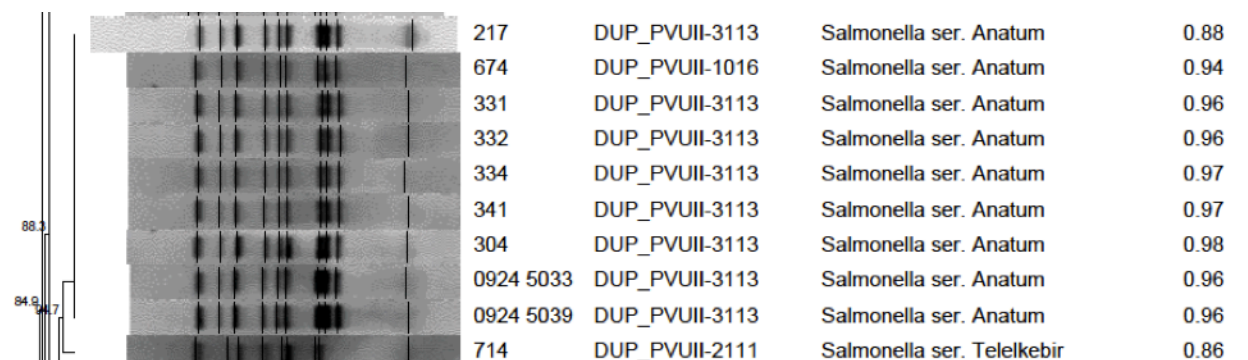 217 DUP_PVUII-3113 Salmonella ser. Anatum 0.88
674 DUP_PVUII-1016 Salmonella ser. Anatum 0.94
331 DUP_PVUII-3113 Salmonella ser. Anatum 0.96
332 DUP_PVUII-3113 Salmonella ser. Anatum 0.96
334 DUP_PVUII-3113 Salmonella ser. Anatum 0.97
341 DUP_PVUII-3113 Salmonella ser. Anatum 0.97
88.3
304 DUP_PVUII-3113 Salmonella ser. Anatum 0.98
0924 5033 DUP_PVUII-3113 Salmonella ser. Anatum 0.96
0924 5039 DUP_PVUII-3113 Salmonella ser. Anatum 0.96
714 DUP_PVUII-2111 Salmonella ser. Telelkebir 0.86